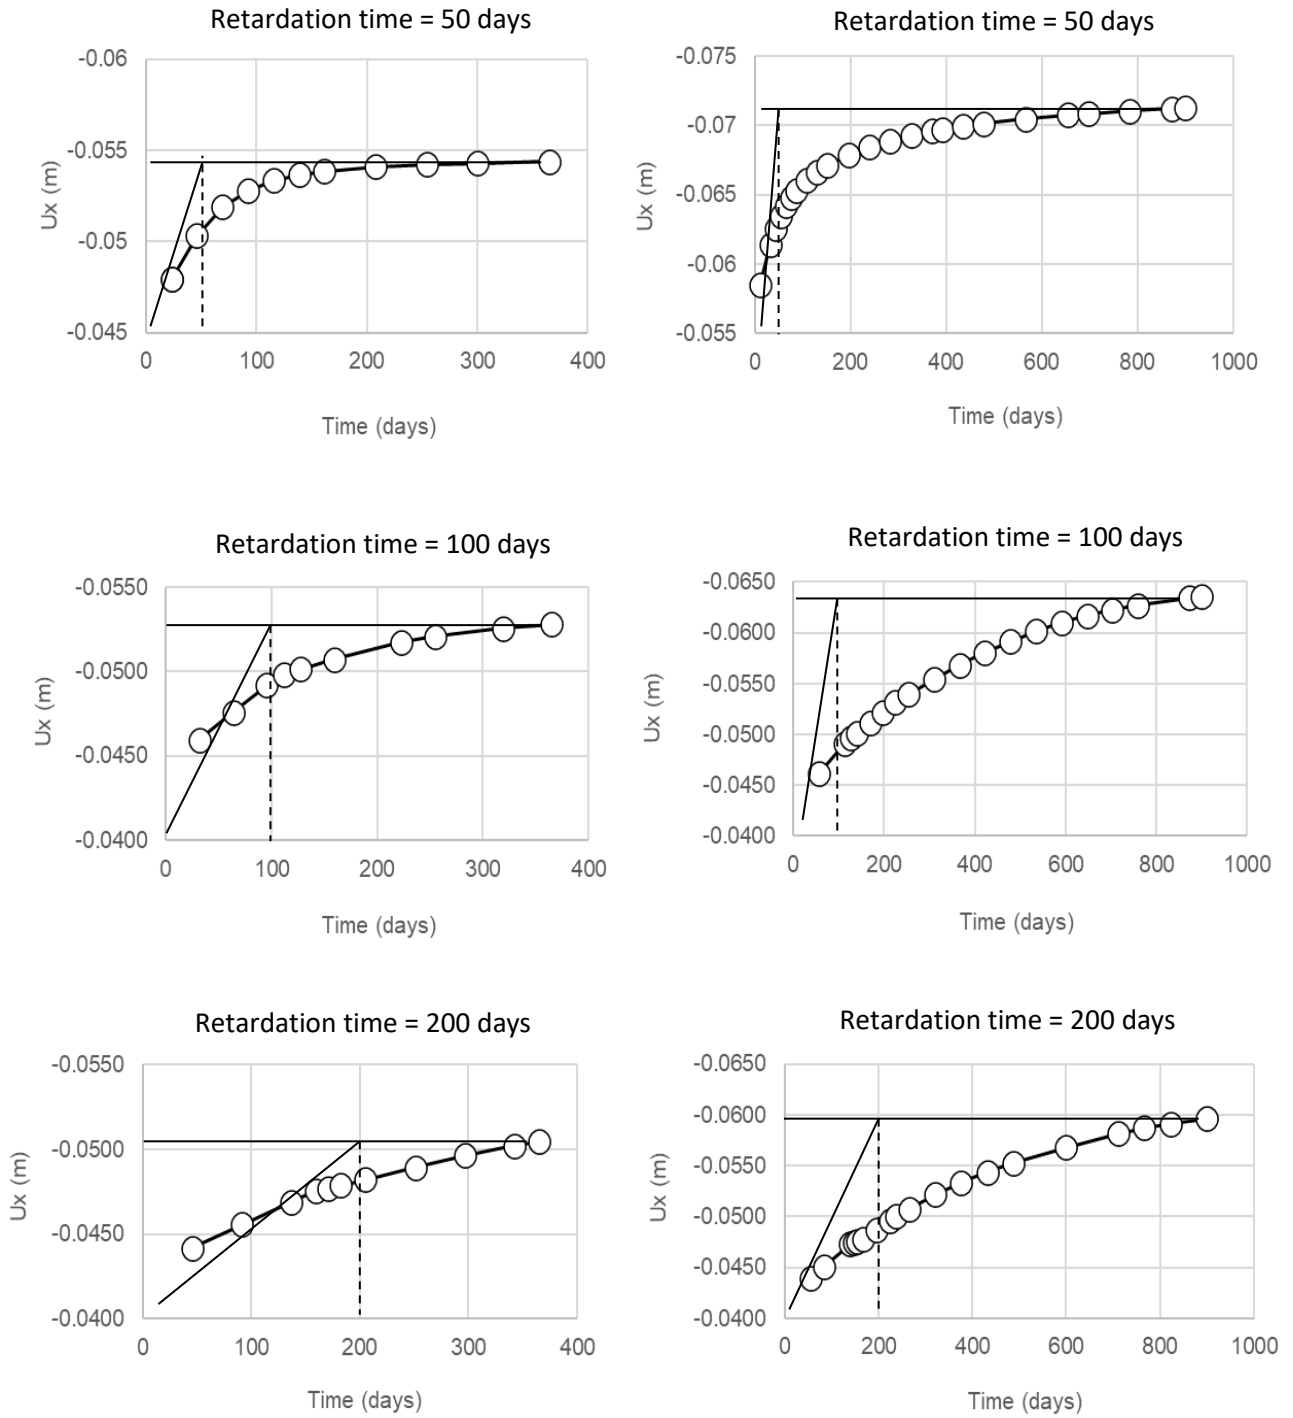 Retardation time = 50 days
-0.06
-0.055
-0.05
-0.045
Ux (m)
0 100 200 300 400
Time (days)
Retardation time = 50 days
-0.075
-0.07
-0.065
-0.06
-0.055
Ux (m)
0 200 400 600 800 1000
Time (days)
Retardation time = 100 days
-0.0550
-0.0500
-0.0450
-0.0400
Ux (m)
0 100 200 300 400
Time (days)
Retardation time = 100 days
-0.0650
-0.0600
-0.0550
-0.0500
-0.0450
-0.0400
Ux (m)
0 200 400 600 800 1000
Time (days)
Retardation time = 200 days
-0.0550
-0.0500
-0.0450
-0.0400
Ux (m)
0 100 200 300 400
Time (days)
Retardation time = 200 days
-0.0650
-0.0600
-0.0550
-0.0500
-0.0450
-0.0400
Ux (m)
0 200 400 600 800 1000
Time (days)